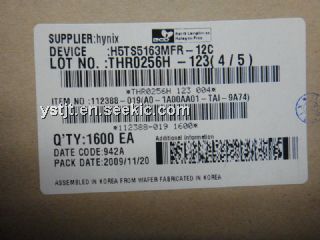 SUPPLIER:hynix
DEVICE :H5TS5163MFR-12C
LOT NO. :THR0256H -123(4/5)
*THR0256H 123 004*
ITEM NO :112388-019(A0-1A00AA01-TAI-9A74)
ystjt.cn.seekic.com
*112388-019 1600*
Q'TY:1600 EA
Additional information
DATE CODE:942A
PACK DATE:2009/11/20
ASSEMBLED IN KOREA FROM WAFER FABRICATED IN KOREA